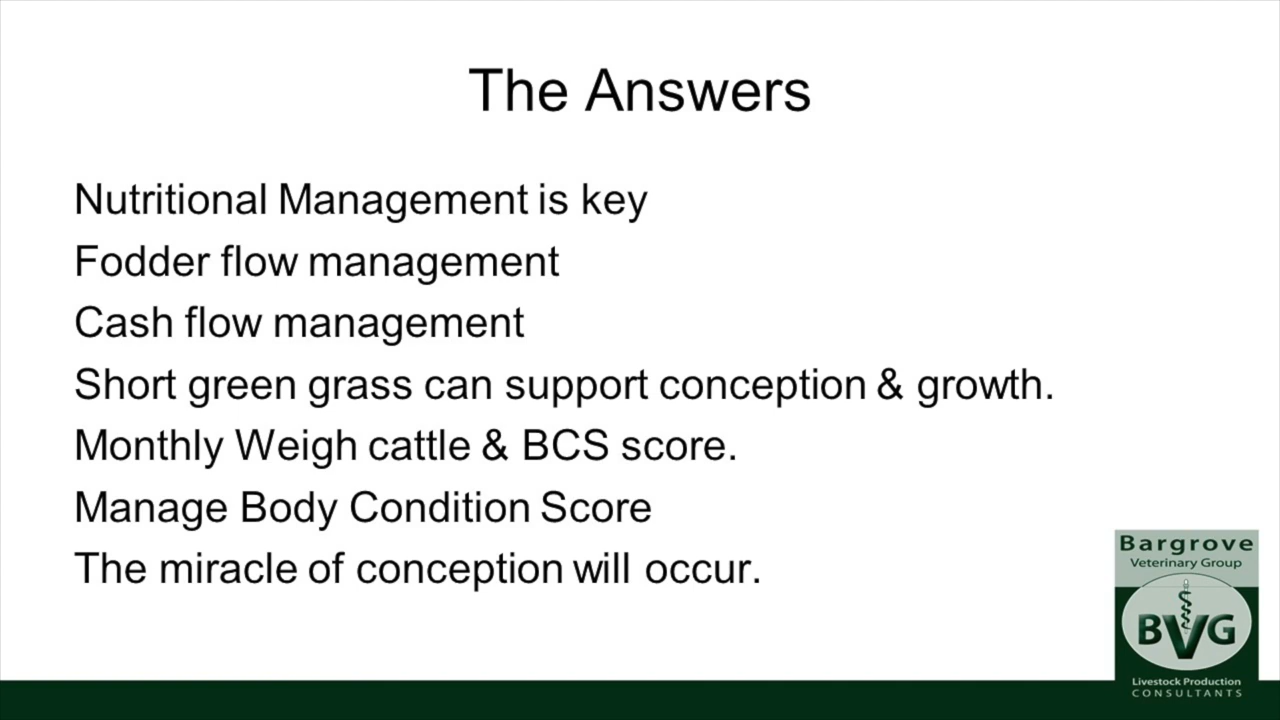 The Answers
Nutritional Management is key
Fodder flow management
Cash flow management
Short green grass can support conception & growth.
Monthly Weigh cattle & BCS score.
Manage Body Condition Score
The miracle of conception will occur.
Bargrove
Veterinary Group
BVG
Livestock Production
CONSULTANTS